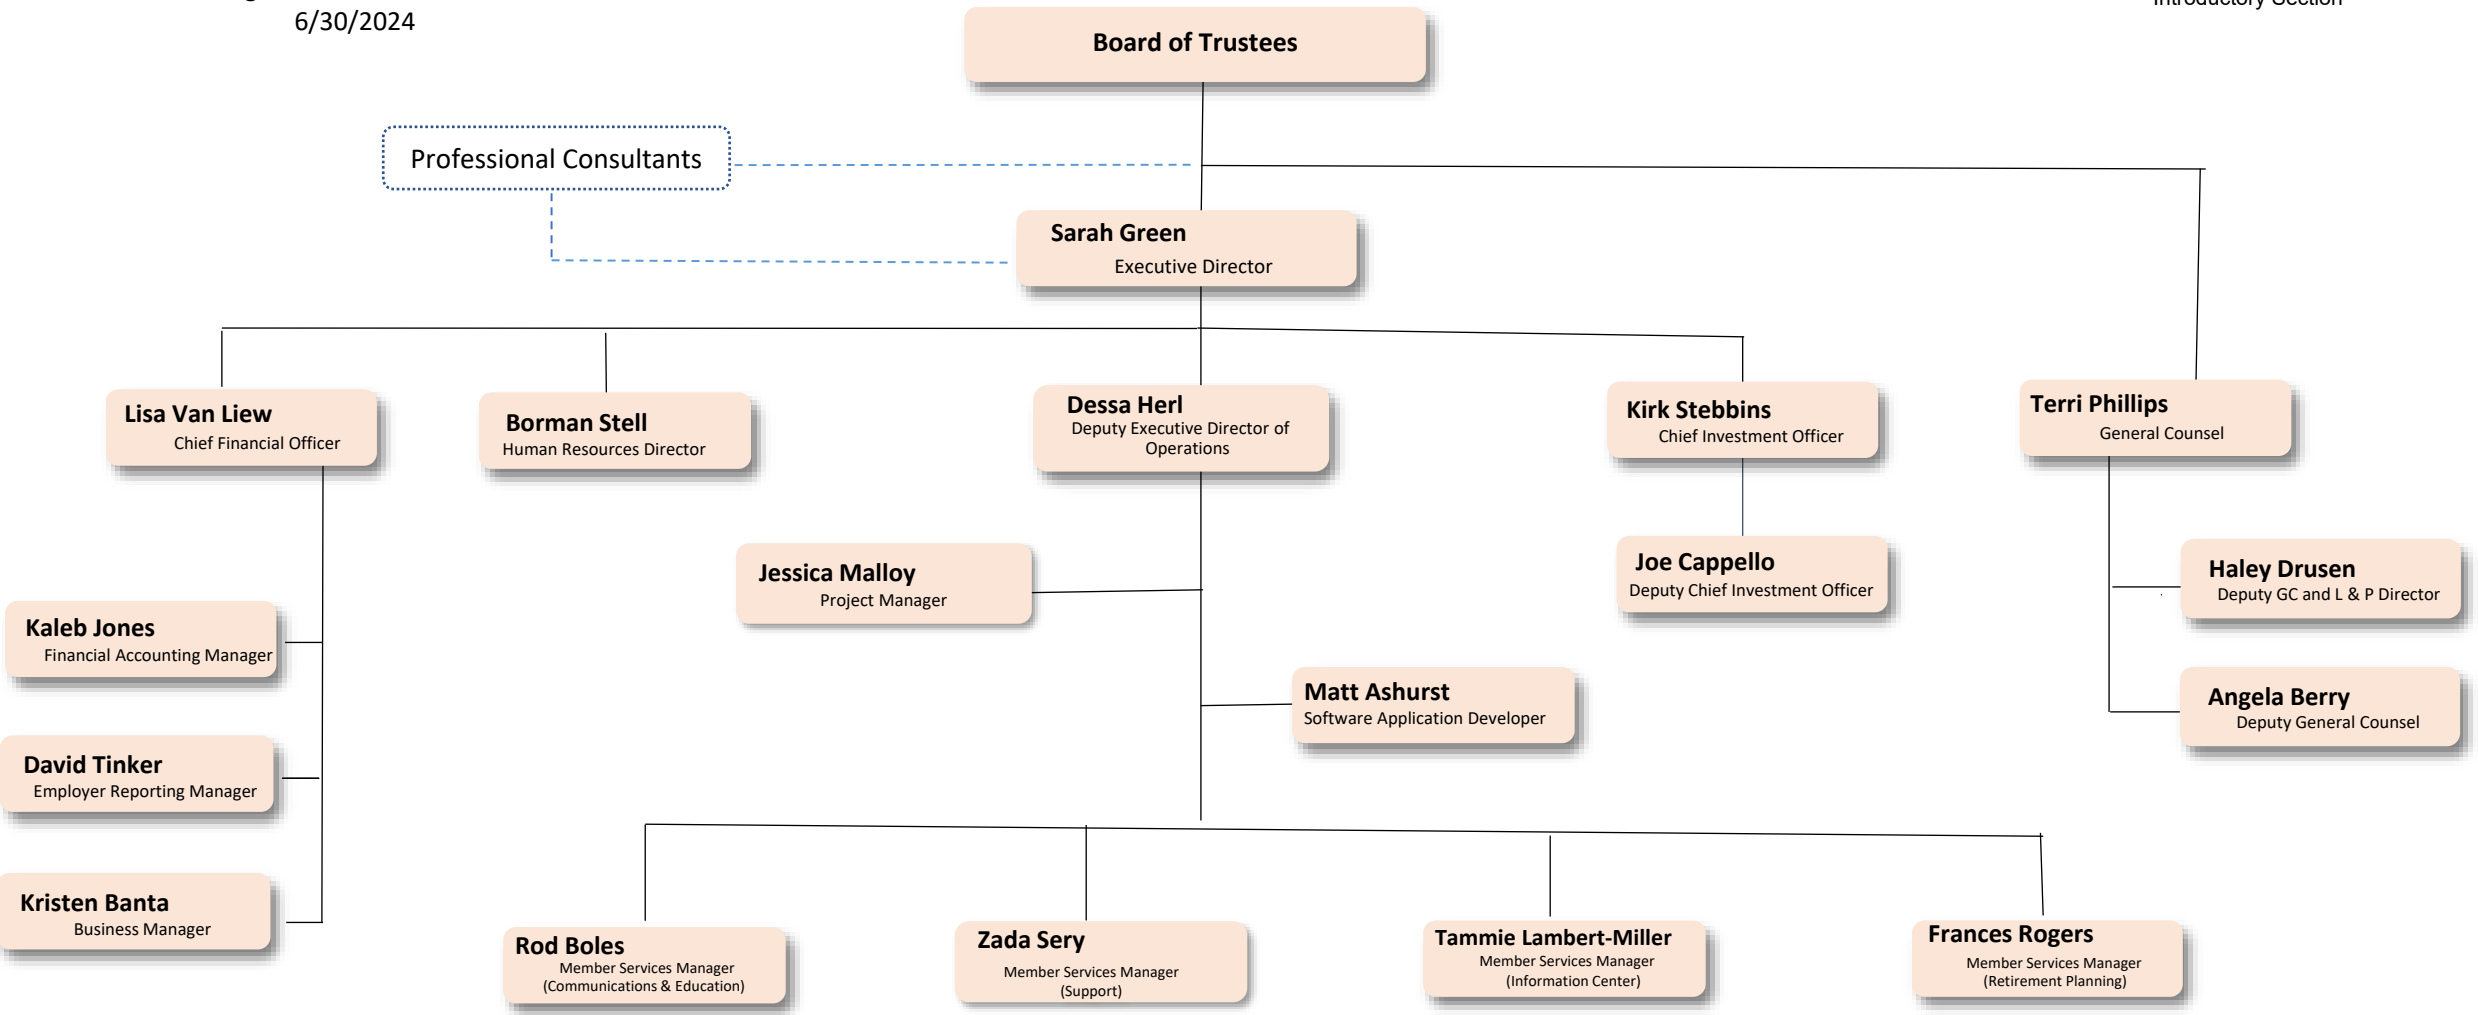 6/30/2024
Introductory Section
Board of Trustees
Professional Consultants
Sarah Green
Executive Director
Lisa Van Liew
Chief Financial Officer
Borman Stell
Human Resources Director
Dessa Herl
Deputy Executive Director of
Operations
Kirk Stebbins
Chief Investment Officer
Terri Phillips
General Counsel
Jessica Malloy
Project Manager
Joe Cappello
Deputy Chief Investment Officer
Haley Drusen
Deputy GC and L & P Director
Kaleb Jones
Financial Accounting Manager
Matt Ashurst
Software Application Developer
Angela Berry
Deputy General Counsel
David Tinker
Employer Reporting Manager
Kristen Banta
Business Manager
Rod Boles
Member Services Manager
(Communications & Education)
Zada Sery
Member Services Manager
(Support)
Tammie Lambert-Miller
Member Services Manager
(Information Center)
Frances Rogers
Member Services Manager
(Retirement Planning)